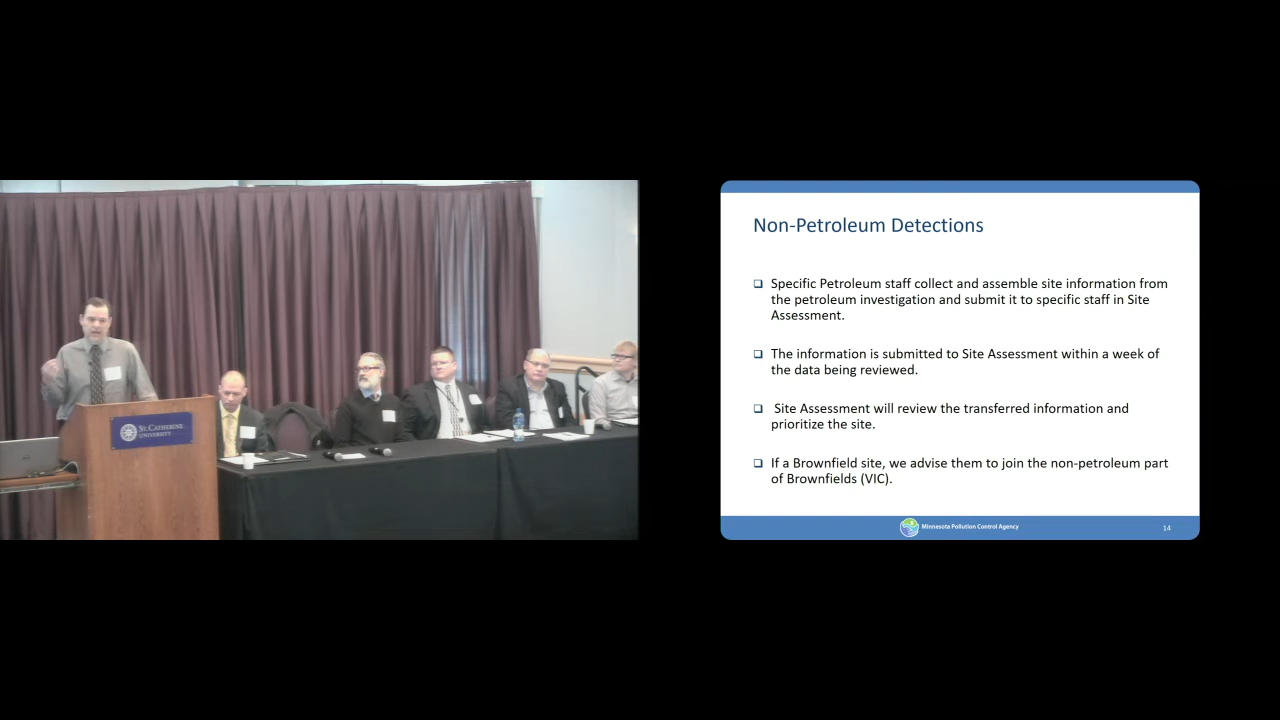 ST. CATHERINE
UNIVERSITY
Non-Petroleum Detections
Specific Petroleum staff collect and assemble site information from
the petroleum investigation and submit it to specific staff in Site
Assessment.
The information is submitted to Site Assessment within a week of
the data being reviewed.
Site Assessment will review the transferred information and
prioritize the site.
If a Brownfield site, we advise them to join the non-petroleum part
of Brownfields (VIC).
Minnesota Pollution Control Agency
14